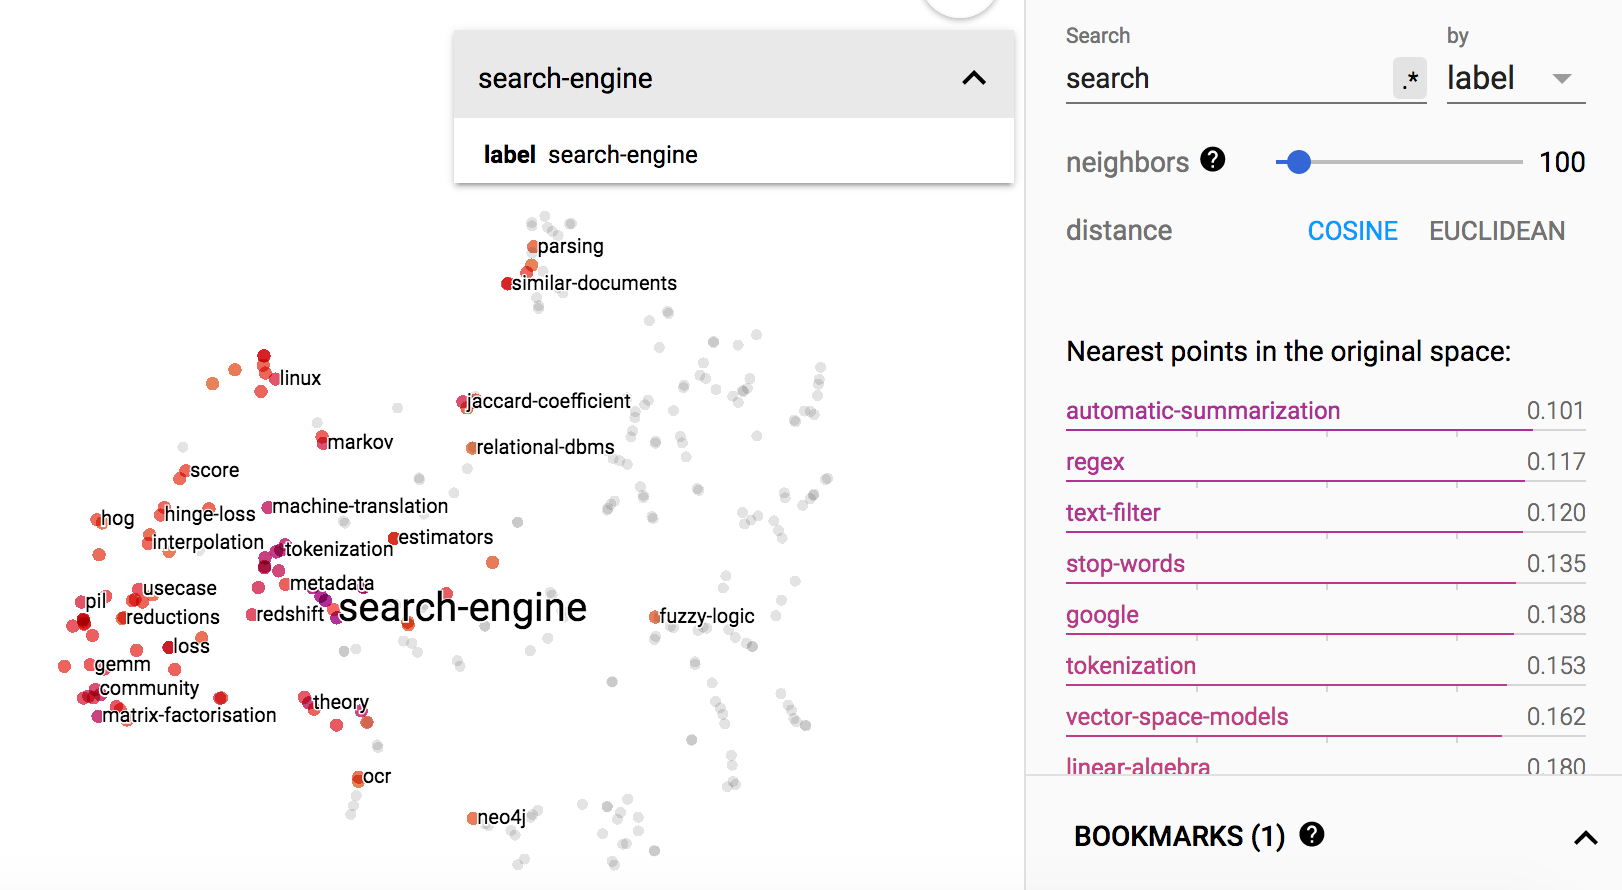 search-engine
label search-engine
parsing
similar-documents
linux
jaccard-coefficient
markov
relational-dbms
score
machine-translation
hog
hinge-loss
estimators
interpolation
tokenization
metadata
usecase
pil
search-engine
redshift
reductions
fuzzy-logic
loss
gemm
community
theory
matrix-factorisation
ocr
neo4j
Search by
search .* label
neighbors ? 100
distance COSINE EUCLIDEAN
Nearest points in the original space:
automatic-summarization 0.101
regex 0.117
text-filter 0.120
stop-words 0.135
google 0.138
tokenization 0.153
vector-space-models 0.162
linear-algebra 0.180
BOOKMARKS (1) ?